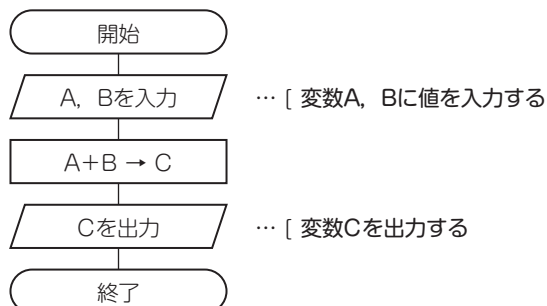 開始
A，Bを入力 … [ 変数A，Bに値を入力する
A＋B → C
Cを出力 … [ 変数Cを出力する
終了